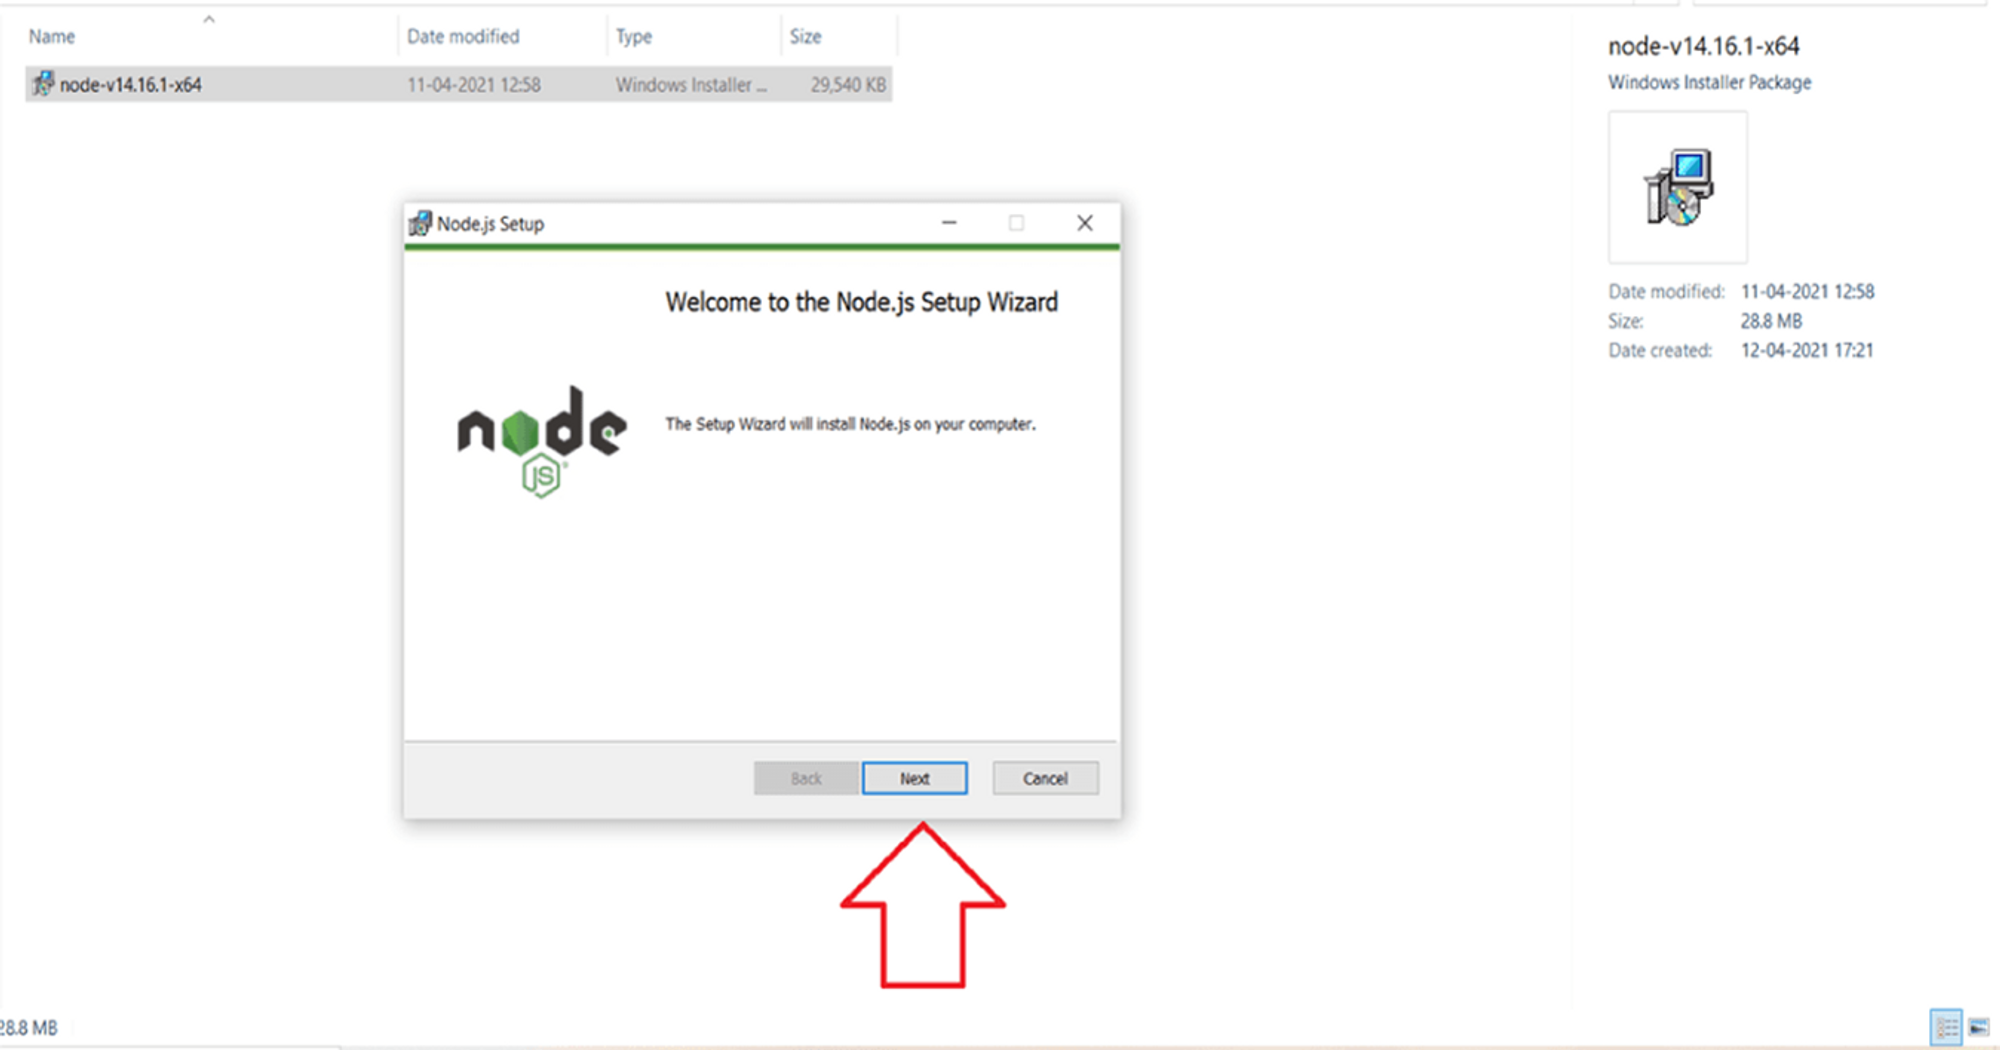 Name Date modified Type Size
node-v14.16.1-x64 11-04-2021 12:58 Windows Installer ... 29,540 KB
node-v14.16.1-x64
Windows Installer Package
Date modified: 11-04-2021 12:58
Size: 28.8 MB
Date created: 12-04-2021 17:21
Node.js Setup
Welcome to the Node.js Setup Wizard
node
JS
The Setup Wizard will install Node.js on your computer.
Back Next Cancel
28.8 MB